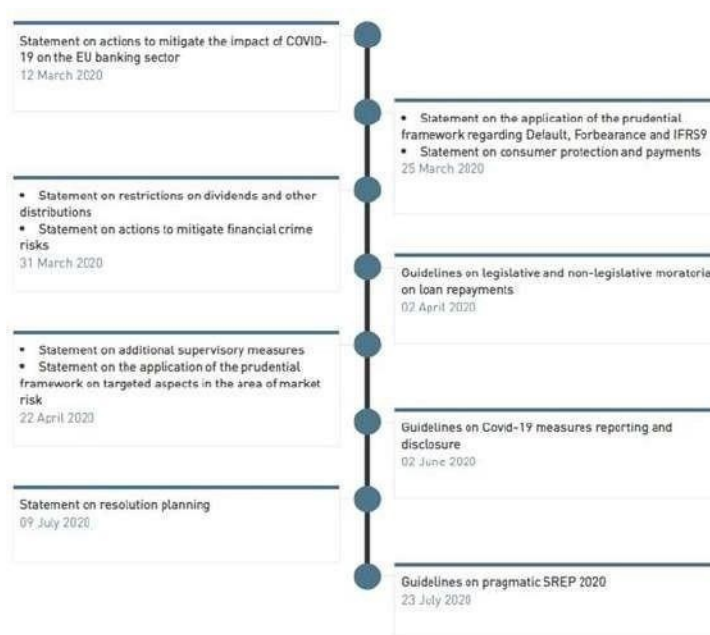 Statement on actions to mitigate the impact of COVID-
19 on the EU banking sector
12 March 2020
• Statement on the application of the prudential
framework regarding Default, Forbearance and IFRS9
• Statement on consumer protection and payments
25 March 2020
• Statement on restrictions on dividends and other
distributions
• Statement on actions to mitigate financial crime
risks
31 March 2020
Guidelines on legislative and non-legislative moratoria
on loan repayments
02 April 2020
• Statement on additional supervisory measures
• Statement on the application of the prudential
framework on targeted aspects in the area of market
risk
22 April 2020
Guidelines on Covid-19 measures reporting and
disclosure
02 June 2020
Statement on resolution planning
09 July 2020
Guidelines on pragmatic SREP 2020
23 July 2020